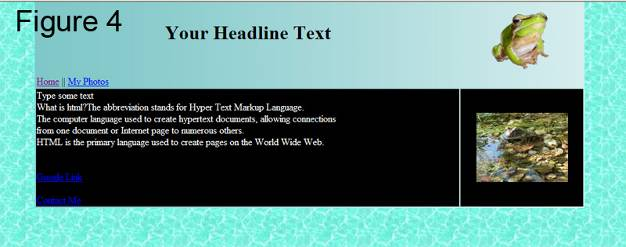 Figure 4
Your Headline Text
Home || My Photos
Type some text
What is html?The abbreviation stands for Hyper Text Markup Language.
The computer language used to create hypertext documents, allowing connections
from one document or Internet page to numerous others.
HTML is the primary language used to create pages on the World Wide Web.
Google Link
Contact Me